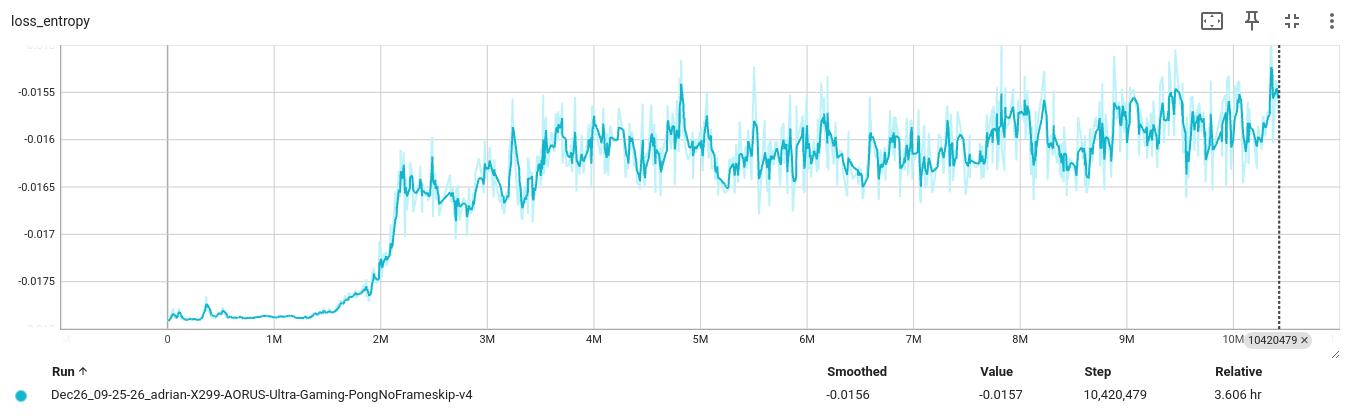 loss_entropy
-0.0155
-0.016
-0.0165
-0.017
-0.0175
0 1M 2M 3M 4M 5M 6M 7M 8M 9M 10M 10420479 ×
Run ↑ Smoothed Value Step Relative
Dec26_09-25-26_adrian-X299-AORUS-Ultra-Gaming-PongNoFrameskip-v4 -0.0156 -0.0157 10,420,479 3.606 hr